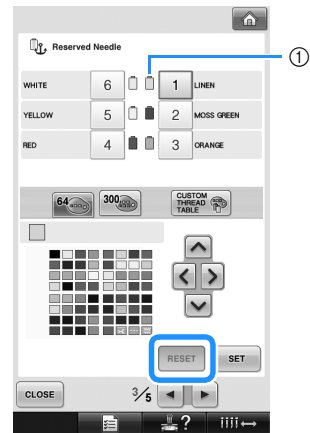 Reserved Needle
①
WHITE 6 1 LINEN
YELLOW 5 2 MOSS GREEN
RED 4 3 ORANGE
64 300 CUSTOM
THREAD
TABLE
RESET SET
CLOSE 3/5
?